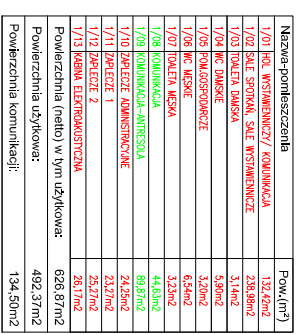 Nazwa-pomieszczenia Pow.(m²)
1/01 HOL WYSTAWIENNICZY/ KOMUNIKACJA 132,42m2
1/02 SALE SPOTKAŃ, SALE WYSTAWIENNICZE 238,98m2
1/03 TOALETA DAMSKA 3,14m2
1/04 WC DAMSKIE 5,90m2
1/05 POM.GOSPODARCZE 3,20m2
1/06 WC MĘSKIE 6,54m2
1/07 TOALETA MĘSKA 3,23m2
1/08 KOMUNIKACJA 44,63m2
1/09 KOMUNIKACJA-ANTRESOLA 89,87m2
1/10 ZAPLECZE ADMINISTRACYJNE 24,25m2
1/11 ZAPLECZE 1 23,27m2
1/12 ZAPLECZE 2 25,27m2
1/13 KABINA ELEKTROAKUSTYCZNA 26,17m2
Powierzchnia (netto) w tym użytkowa: 626,87m2
Powierzchnia użytkowa: 492,37m2
Powierzchnia komunikacji: 134,50m2